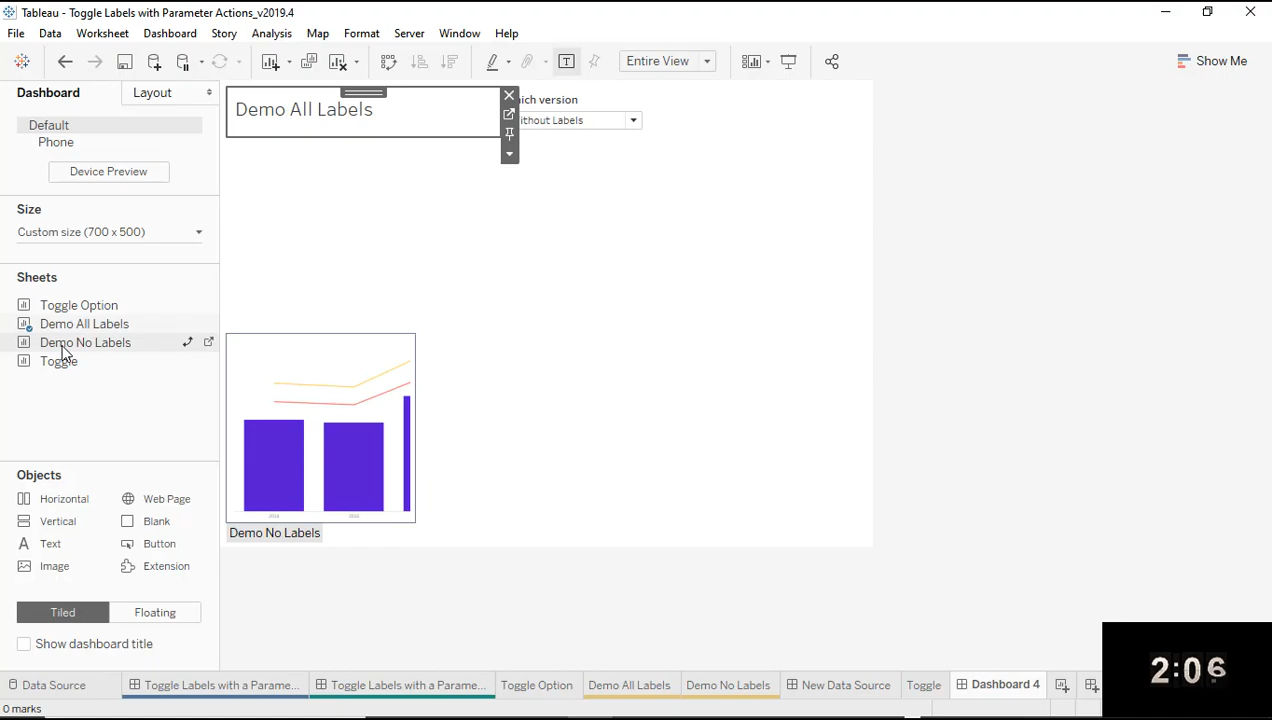 Tableau - Toggle Labels with Parameter Actions_v2019.4
File Data Worksheet Dashboard Story Analysis Map Format Server Window Help
Entire View
Show Me
Dashboard Layout
Default
Phone
Device Preview
Size
Custom size (700 x 500)
Sheets
Toggle Option
Demo All Labels
Demo No Labels
Toggle
Objects
Horizontal Web Page
Vertical Blank
Text Button
Image Extension
Tiled Floating
Show dashboard title
Demo All Labels
ich version
ithout Labels
Demo No Labels
2:06
Data Source Toggle Labels with a Parame... Toggle Labels with a Parame... Toggle Option Demo All Labels Demo No Labels New Data Source Toggle Dashboard 4
0 marks